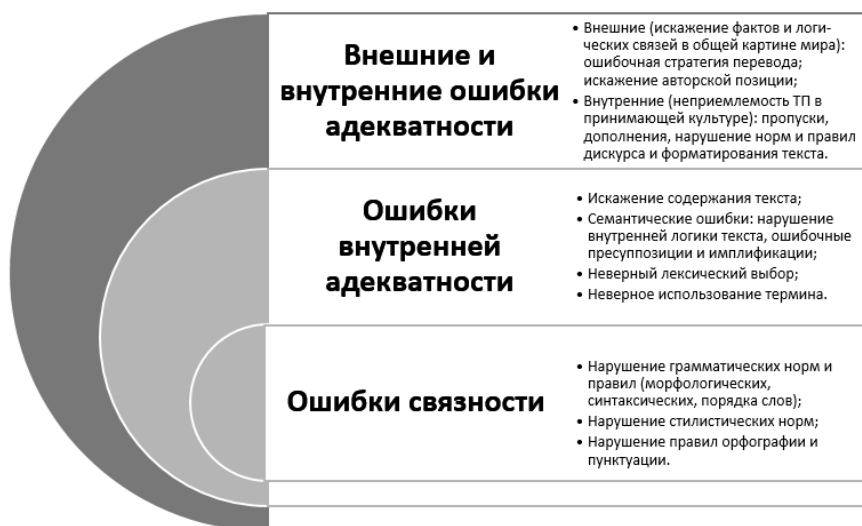 Внешние и
внутренние ошибки
адекватности
• Внешние (искажение фактов и логи-
ческих связей в общей картине мира):
ошибочная стратегия перевода;
искажение авторской позиции;
• Внутренние (неприемлемость ТП в
принимающей культуре): пропуски,
дополнения, нарушение норм и правил
дискурса и форматирования текста.
Ошибки
внутренней
адекватности
• Искажение содержания текста;
• Семантические ошибки: нарушение
внутренней логики текста, ошибочные
пресуппозиции и имплификации;
• Неверный лексический выбор;
• Неверное использование термина.
Ошибки связности
• Нарушение грамматических норм и
правил (морфологических,
синтаксических, порядка слов);
• Нарушение стилистических норм;
• Нарушение правил орфографии и
пунктуации.